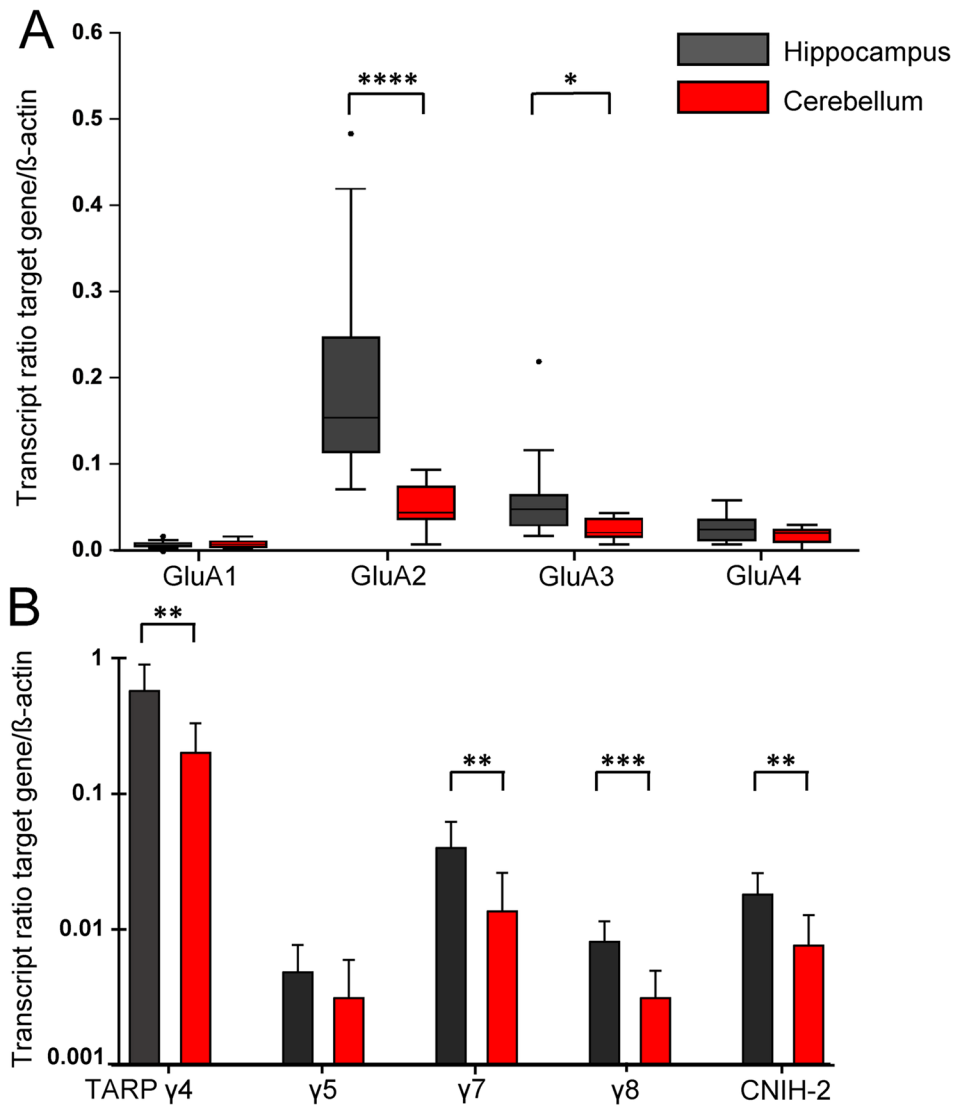 A
Transcript ratio target gene/ß-actin
0.6
0.5
0.4
0.3
0.2
0.1
0.0
Hippocampus
Cerebellum
****
*
GluA1 GluA2 GluA3 GluA4
B
Transcript ratio target gene/ß-actin
1
0.1
0.01
0.001
**
**
***
**
TARP γ4 γ5 γ7 γ8 CNIH-2